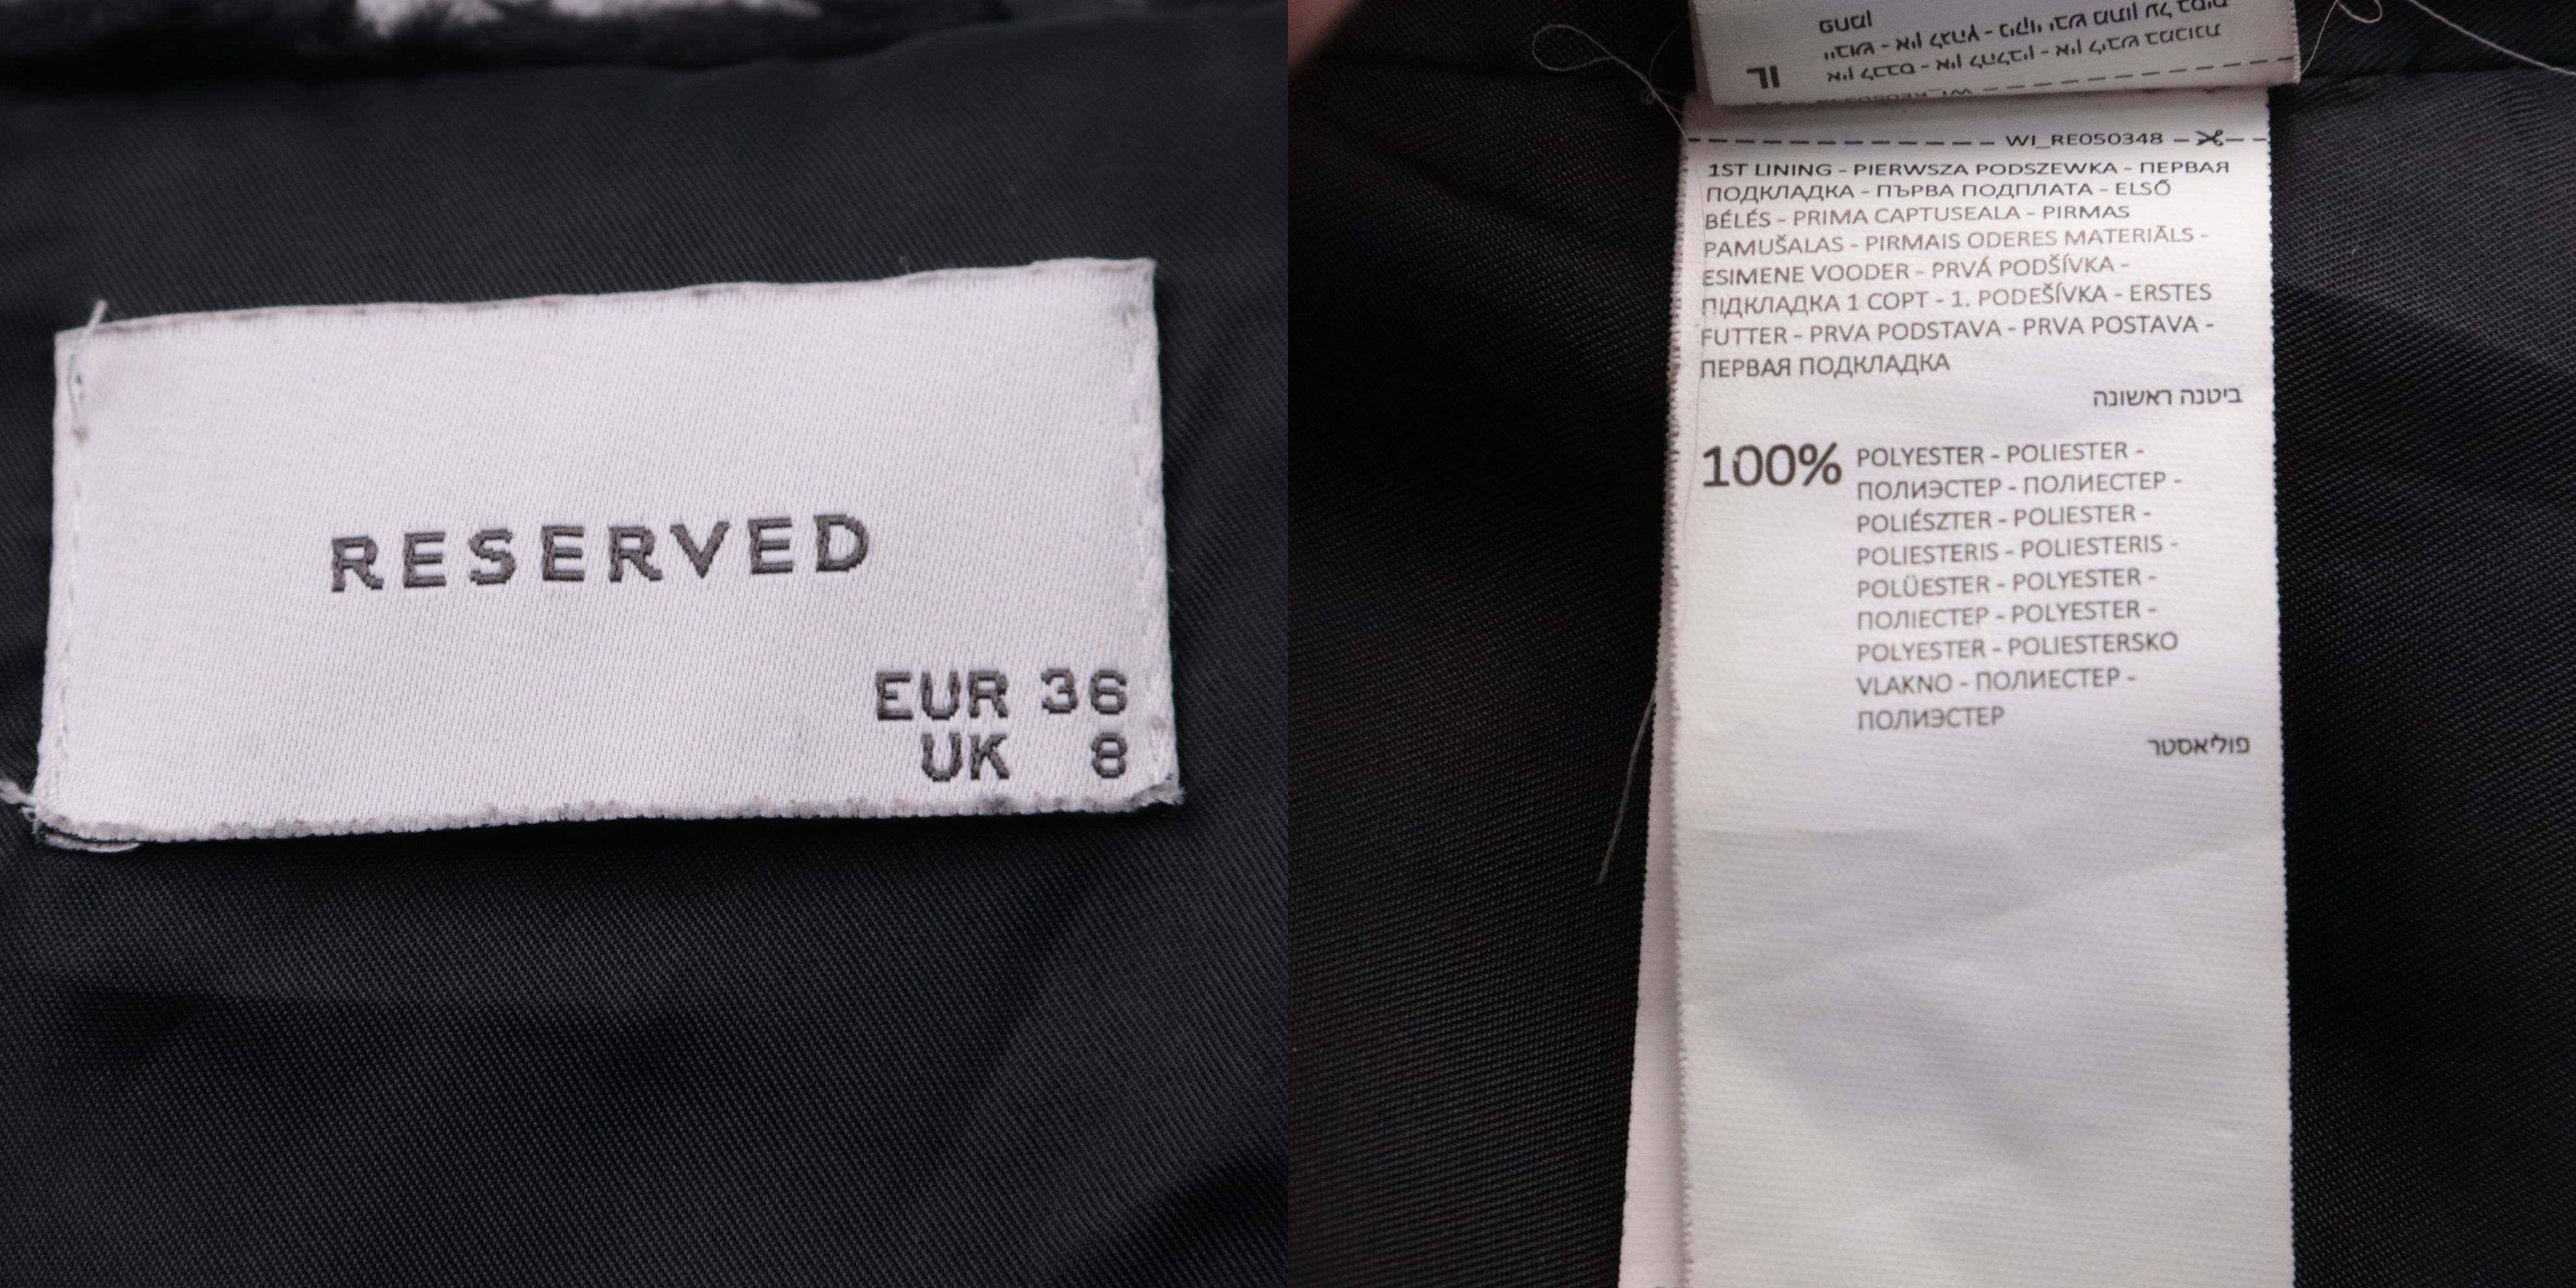 RESERVED
EUR 36
UK 8
IL
WI_RE050348
1ST LINING - PIERWSZA PODSZEWKA - ПЕРВАЯ
ПОДКЛАДКА - ПЪРВА ПОДПЛАТА - ELSŐ
BÉLÉS - PRIMA CAPTUSEALA - PIRMAS
PAMUŠALAS - PIRMAIS ODERES MATERIĀLS -
ESIMENE VOODER - PRVÁ PODŠÍVKA -
ПІДКЛАДКА 1 СОРТ - 1. PODEŠÍVKA - ERSTES
FUTTER - PRVA PODSTAVA - PRVA POSTAVA -
ПЕРВАЯ ПОДКЛАДКА
ביטנה ראשונה
100% POLYESTER - POLIESTER -
ПОЛИЭСТЕР - ПОЛИЕСТЕР -
POLIÉSZTER - POLIESTER -
POLIESTERIS - POLIESTERIS -
POLÜESTER - POLYESTER -
ПОЛІЕСТЕР - POLYESTER -
POLYESTER - POLIESTERSKO
VLAKNO - ПОЛИЕСТЕР -
ПОЛИЭСТЕР
פוליאסטר